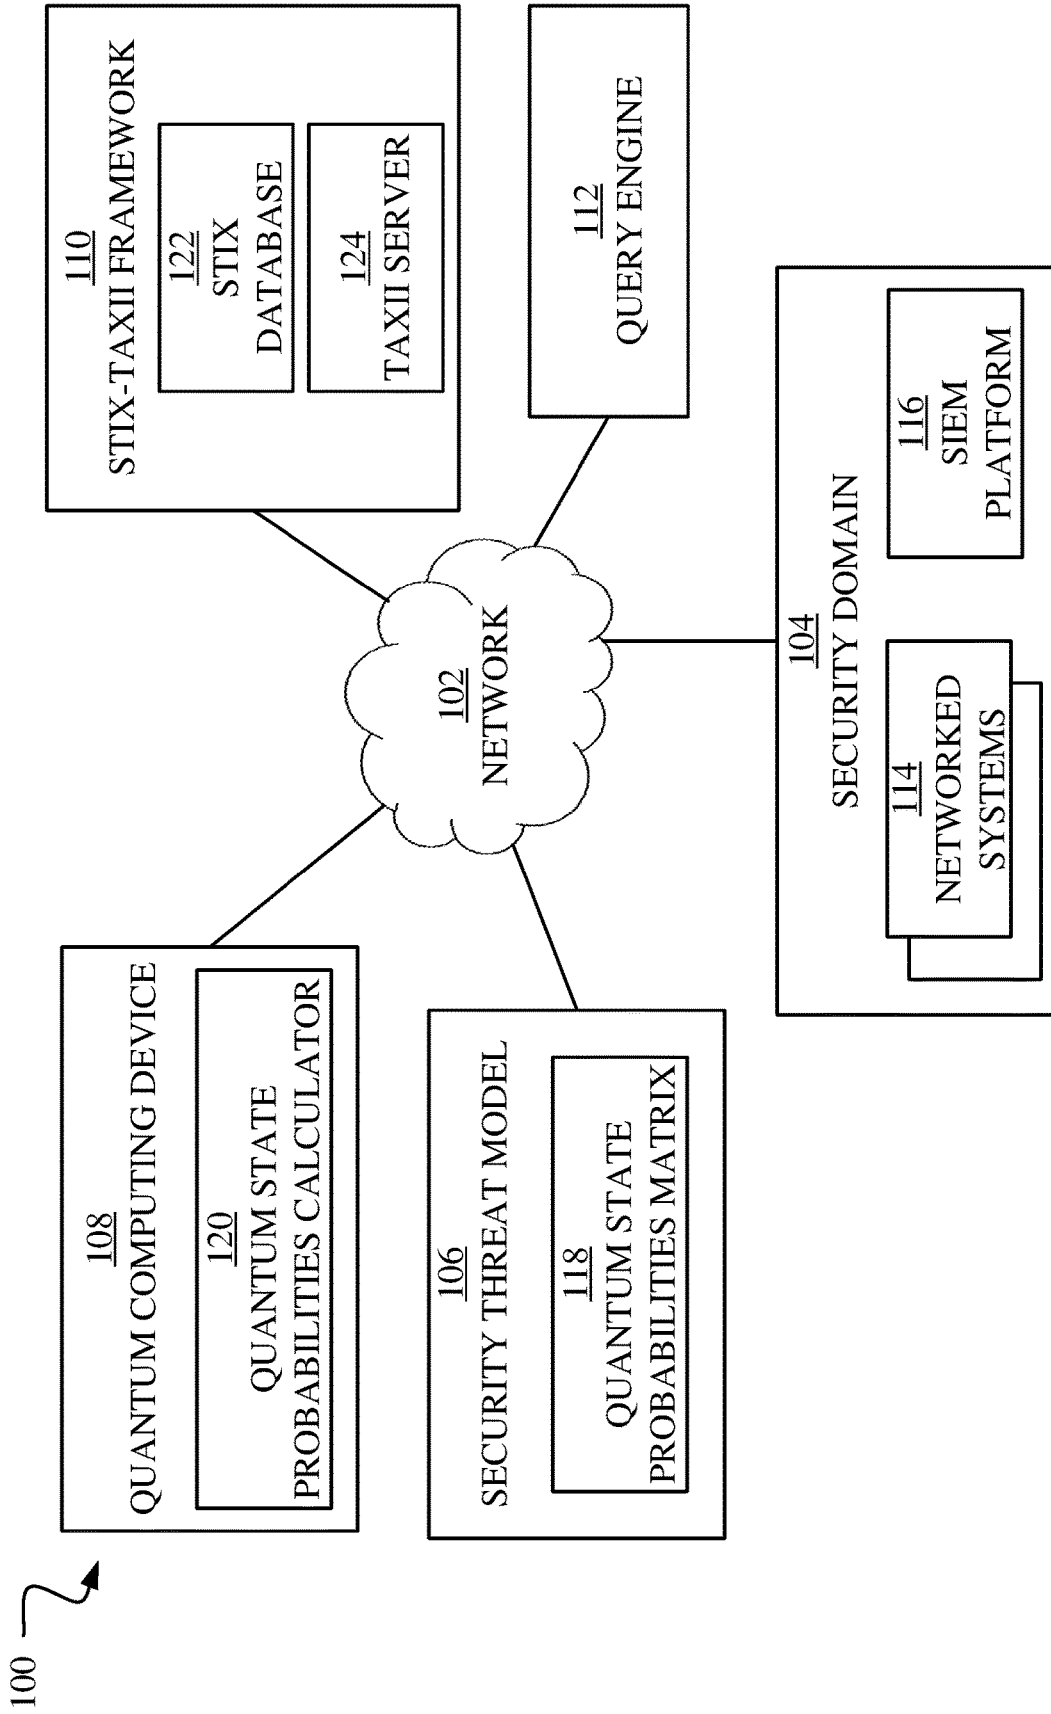 100
108
QUANTUM COMPUTING DEVICE
120
QUANTUM STATE
PROBABILITIES CALCULATOR
110
STIX-TAXII FRAMEWORK
122
STIX
DATABASE
124
TAXII SERVER
102
NETWORK
106
SECURITY THREAT MODEL
118
QUANTUM STATE
PROBABILITIES MATRIX
112
QUERY ENGINE
104
SECURITY DOMAIN
114
NETWORKED
SYSTEMS
116
SIEM
PLATFORM